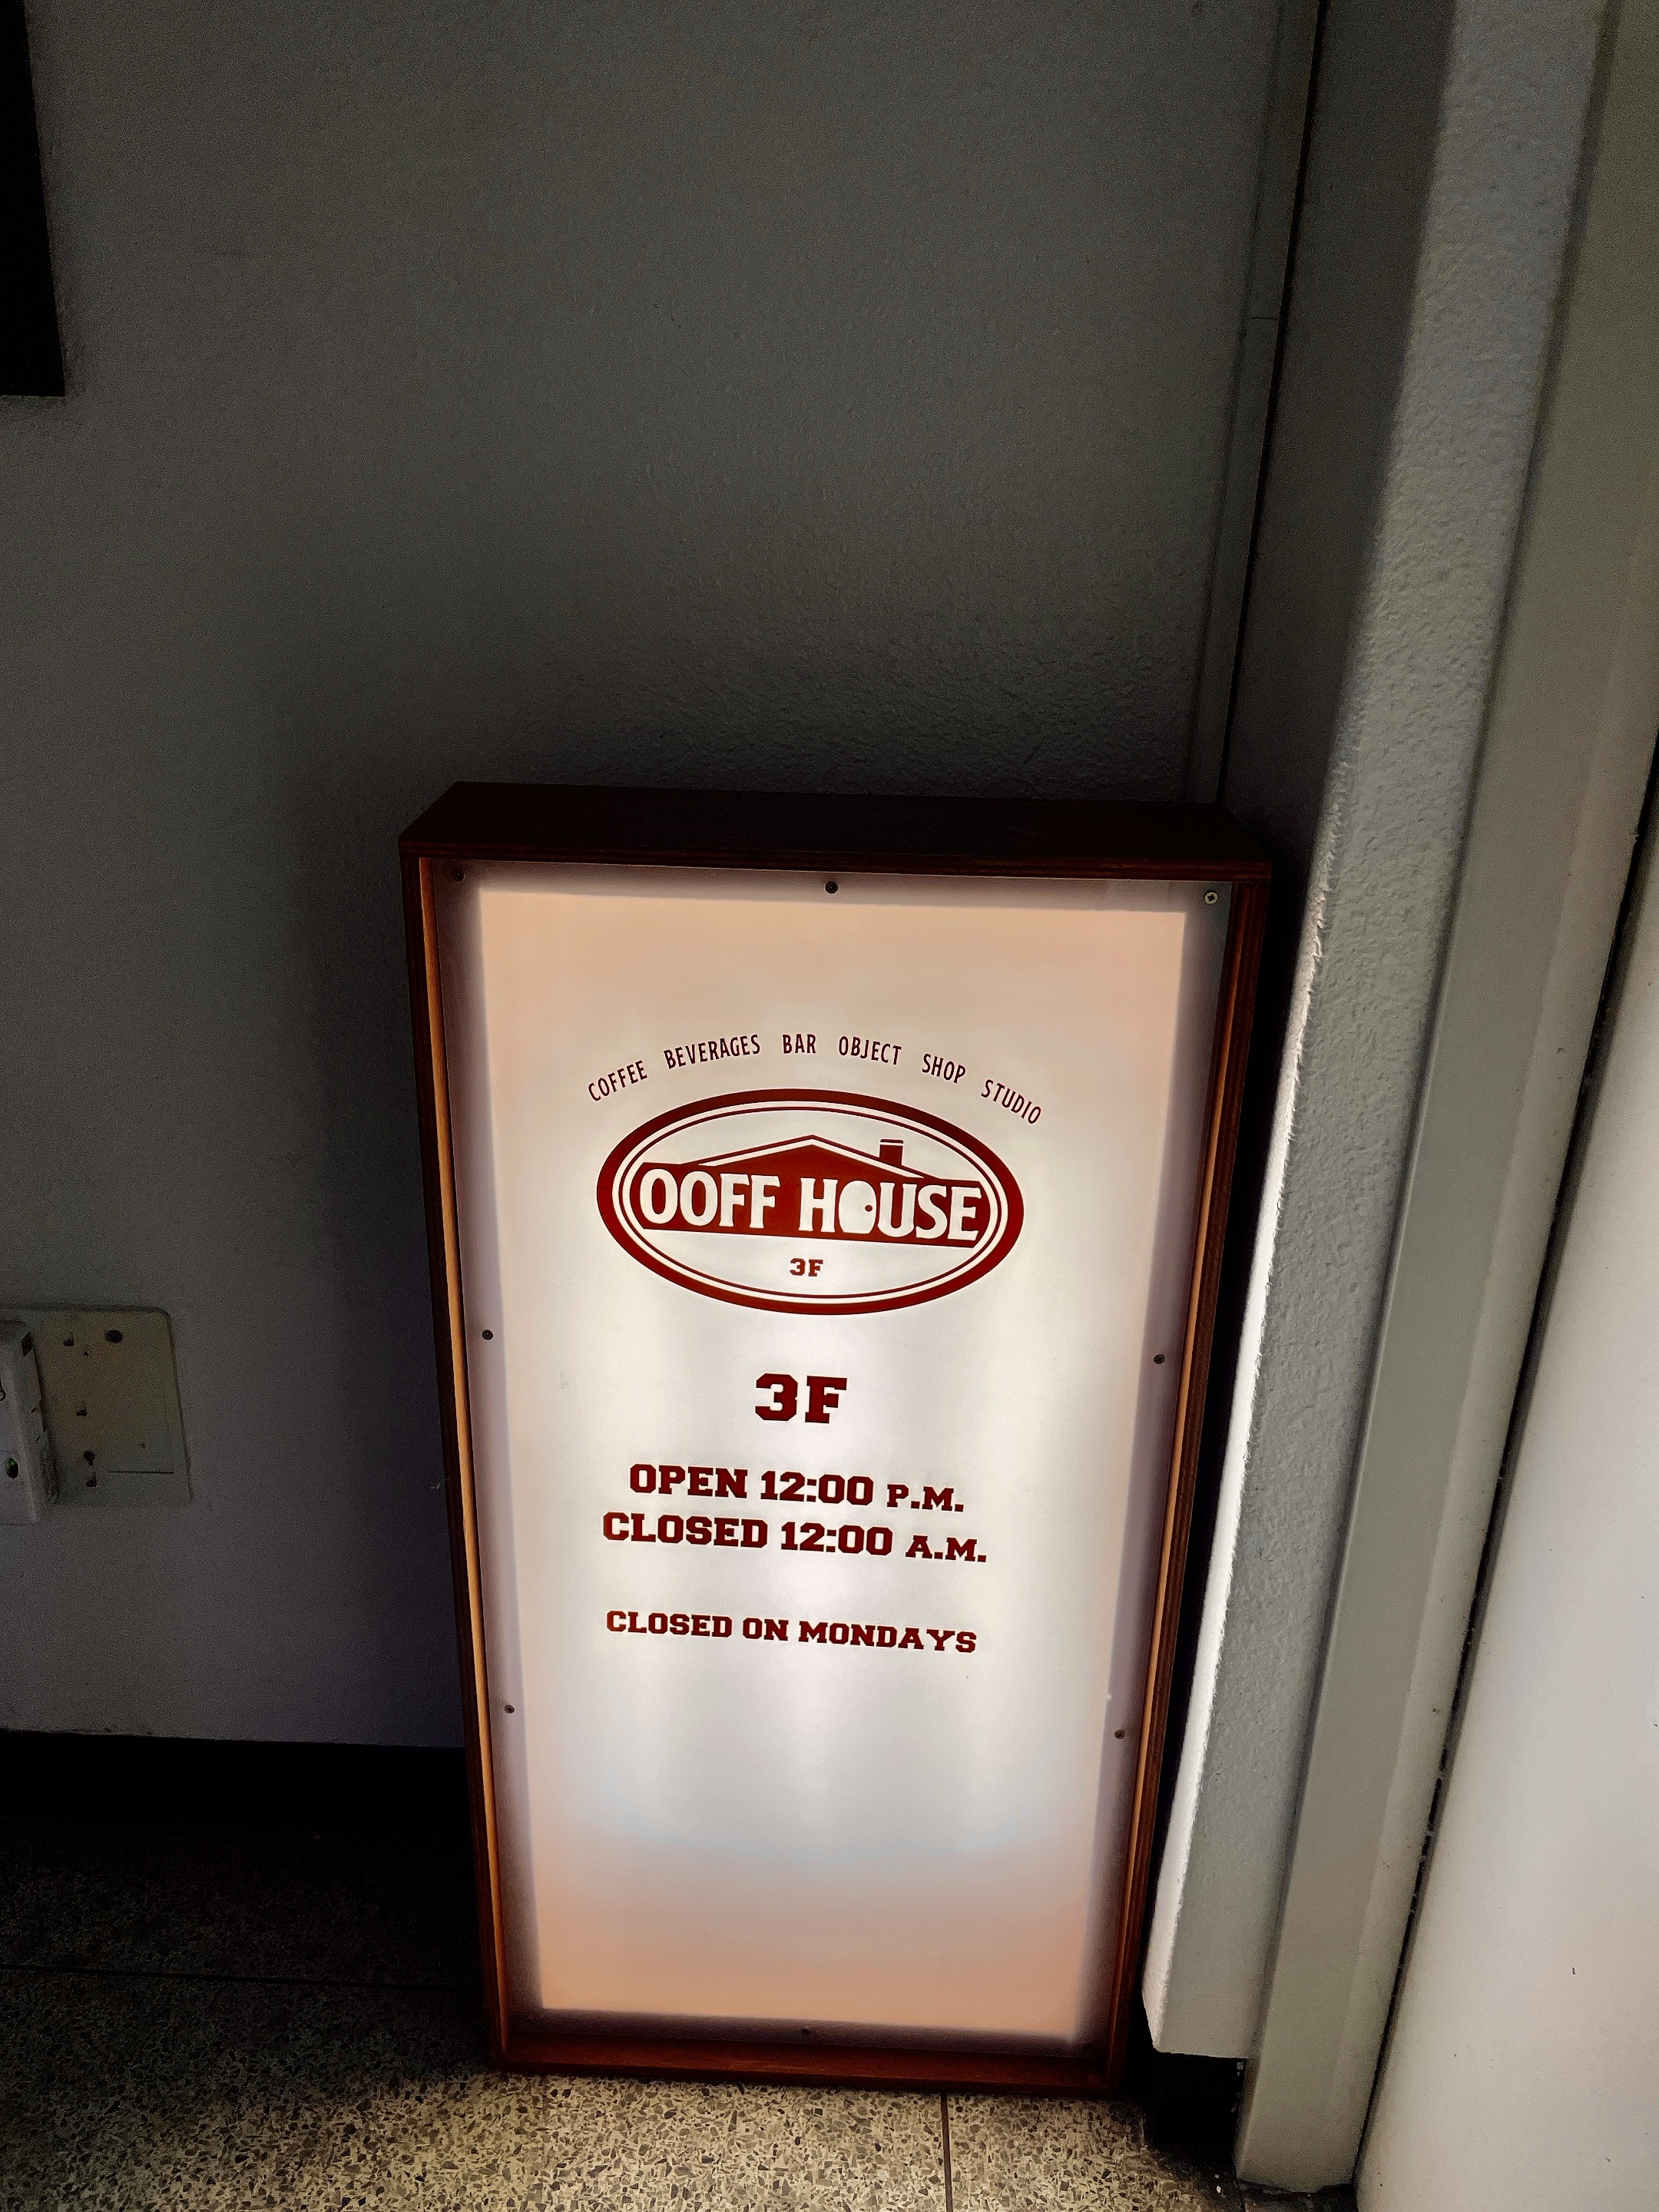 COFFEE BEVERAGES BAR OBJECT SHOP STUDIO
OOFF HOUSE
3F
3F
OPEN 12:00 P.M.
CLOSED 12:00 A.M.
CLOSED ON MONDAYS